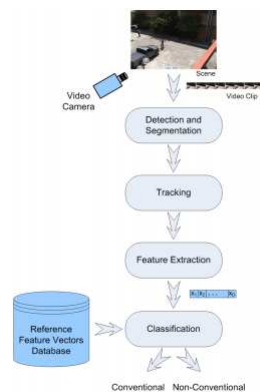 Scene
Video
Camera
Video Clip
Detection and
Segmentation
Tracking
Feature Extraction
Reference
Feature Vectors
Database
Classification
Conventional Non-Conventional